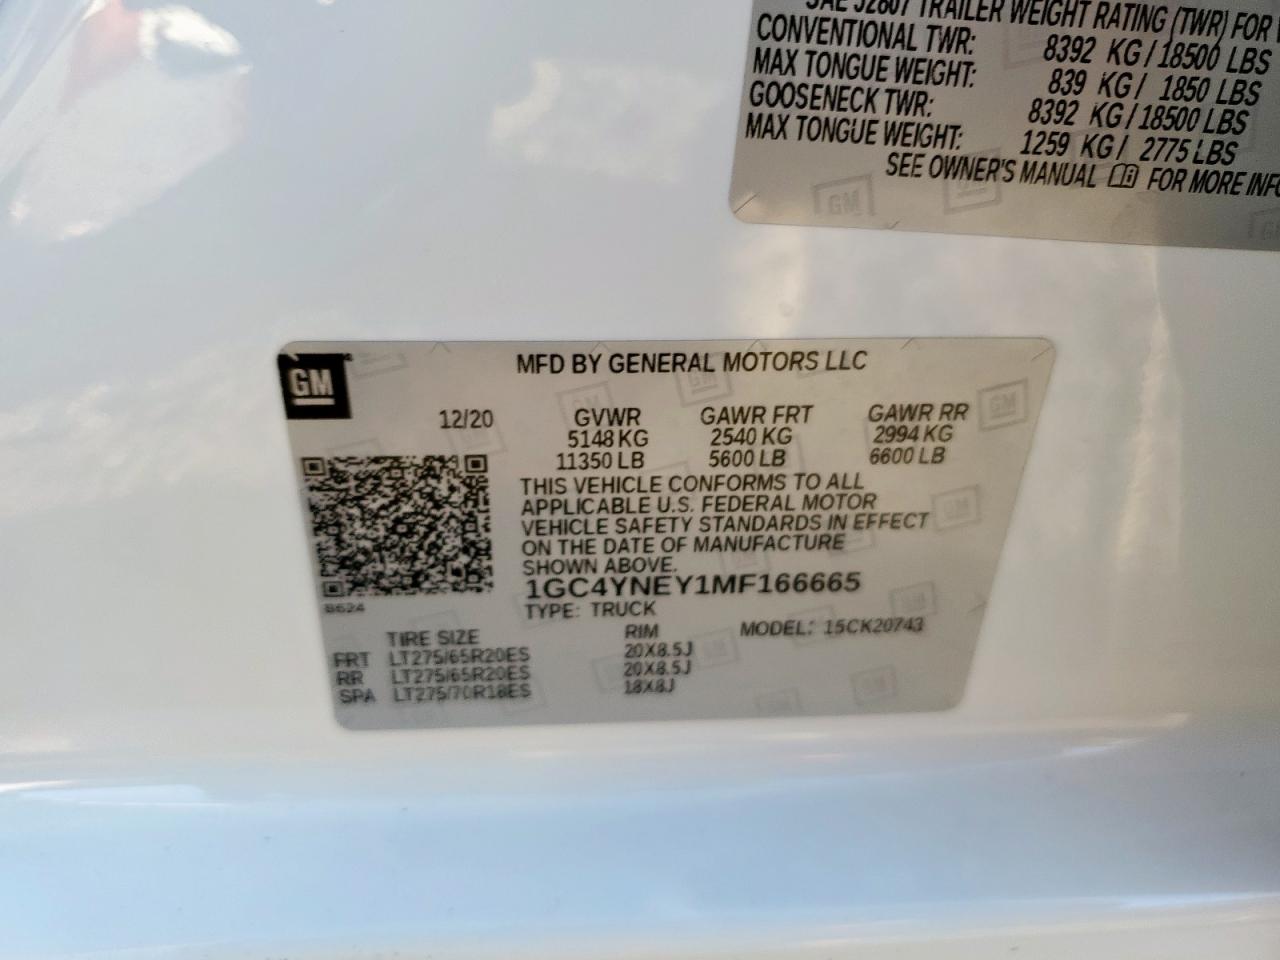 SAE J2807 TRAILER WEIGHT RATING (TWR) FOR
CONVENTIONAL TWR: 8392 KG / 18500 LBS
MAX TONGUE WEIGHT: 839 KG / 1850 LBS
GOOSENECK TWR: 8392 KG / 18500 LBS
MAX TONGUE WEIGHT: 1259 KG / 2775 LBS
SEE OWNER'S MANUAL FOR MORE INFO
GM
MFD BY GENERAL MOTORS LLC
12/20 GVWR GAWR FRT GAWR RR
5148 KG 2540 KG 2994 KG
11350 LB 5600 LB 6600 LB
THIS VEHICLE CONFORMS TO ALL
APPLICABLE U.S. FEDERAL MOTOR
VEHICLE SAFETY STANDARDS IN EFFECT
ON THE DATE OF MANUFACTURE
SHOWN ABOVE.
1GC4YNEY1MF166665
8624
TYPE: TRUCK
TIRE SIZE RIM MODEL: 15CK20743
FRT LT275/65R20ES 20X8.5J
RR LT275/65R20ES 20X8.5J
SPA LT275/70R18ES 18X8J